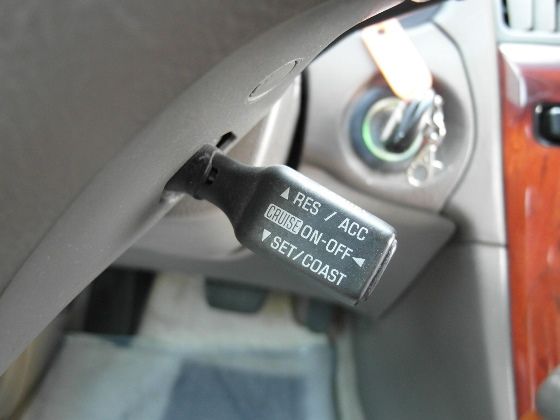 ▲ RES / ACC
CRUISE ON-OFF ◀
▼ SET/COAST